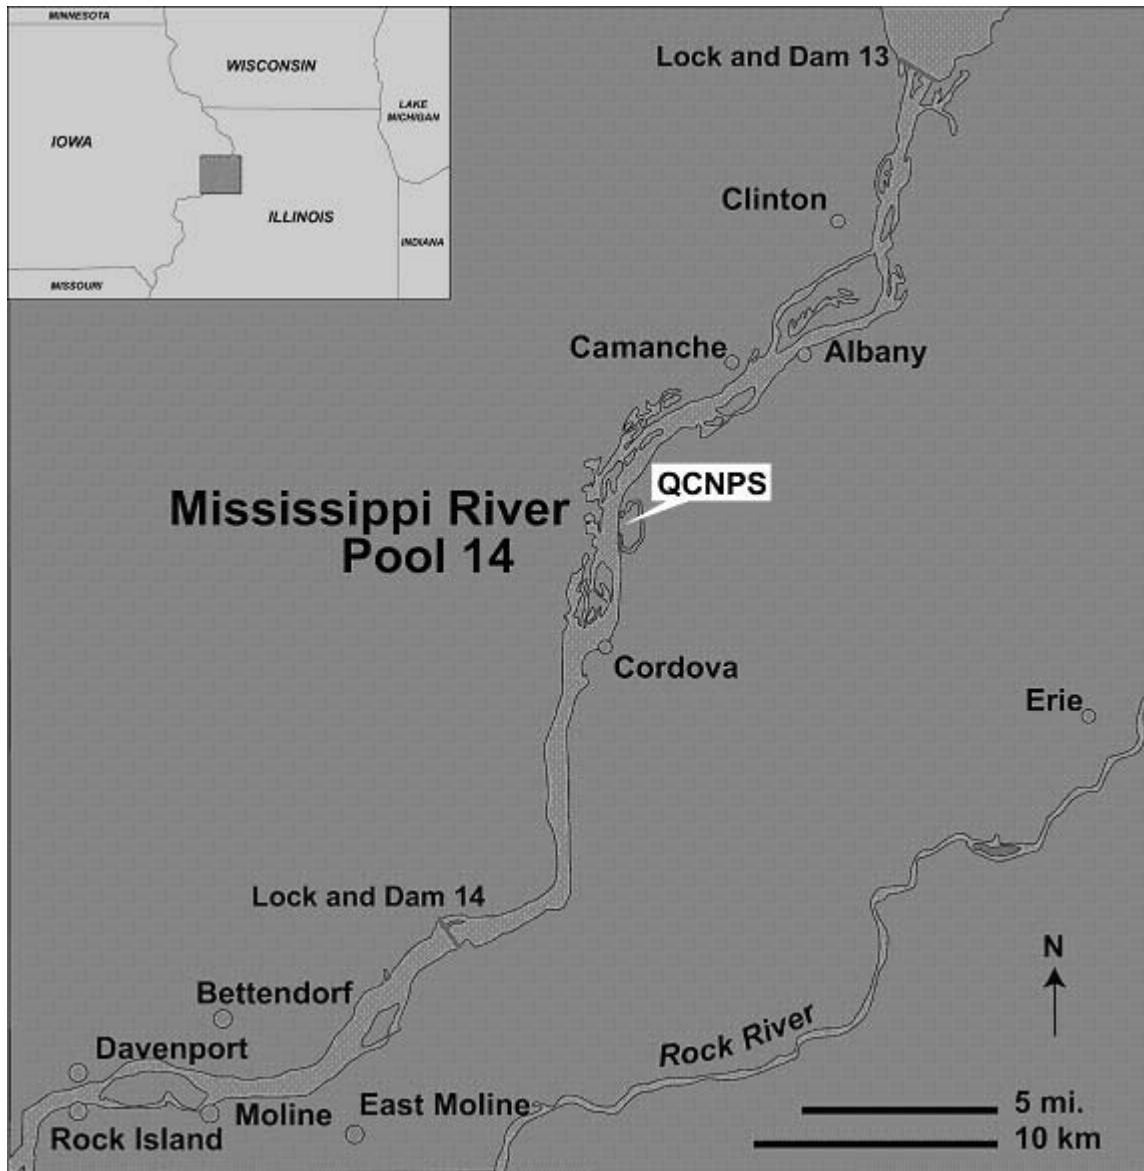 MINNESOTA
WISCONSIN
LAKE
MICHIGAN
IOWA
ILLINOIS
INDIANA
MISSOURI
Lock and Dam 13
Clinton
Camanche
Albany
QCNPS
Mississippi River
Pool 14
Cordova
Erie
Lock and Dam 14
N
Bettendorf
Rock River
Davenport
East Moline
Moline
Rock Island
5 mi.
10 km